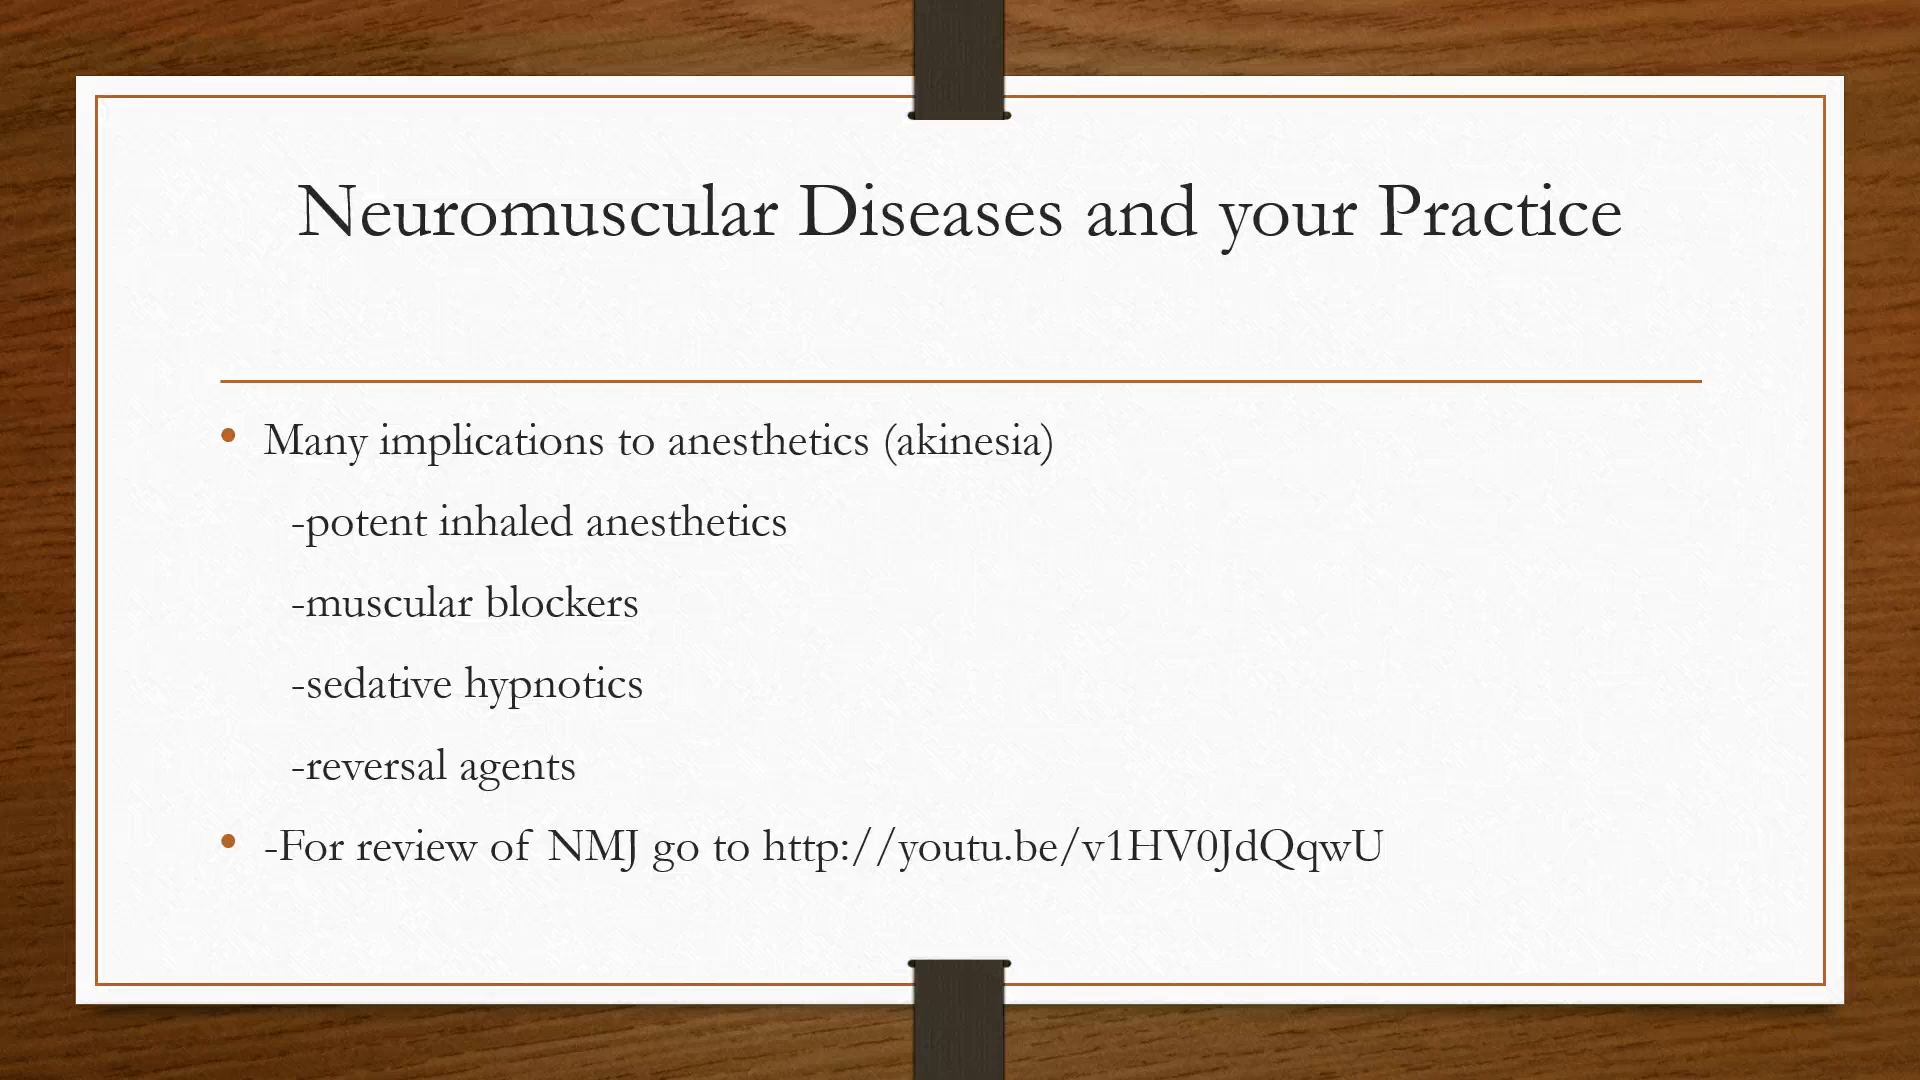 Neuromuscular Diseases and your Practice
• Many implications to anesthetics (akinesia)
-potent inhaled anesthetics
-muscular blockers
-sedative hypnotics
-reversal agents
• -For review of NMJ go to http://youtu.be/v1HV0JdQqwU